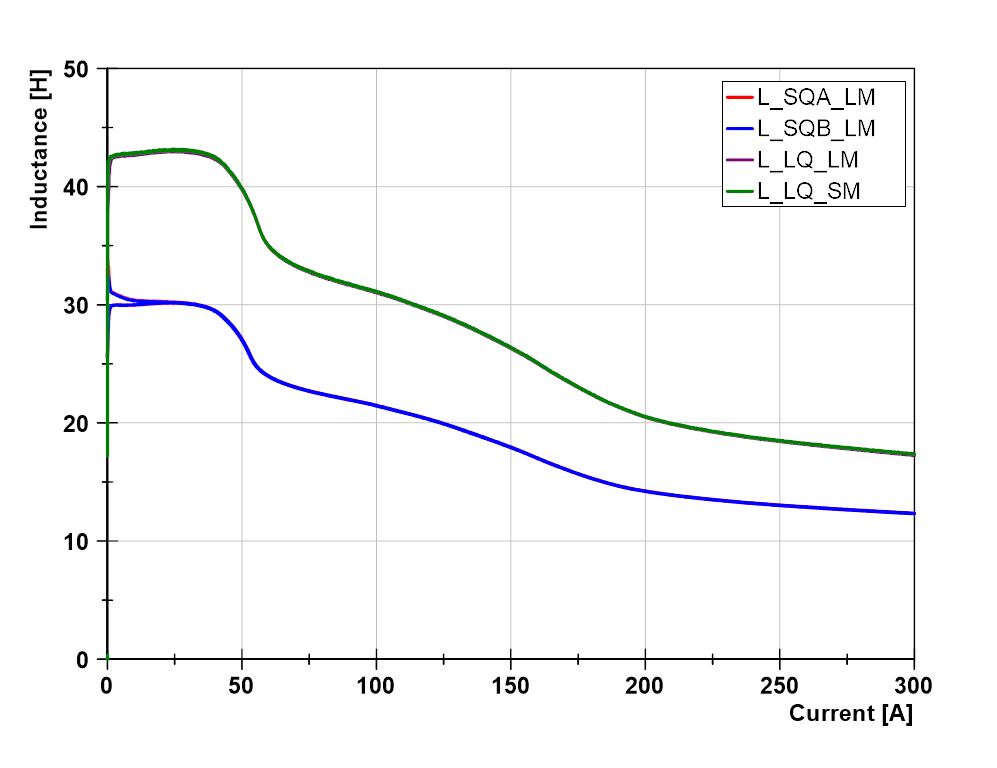 Inductance [H]
50
40
30
20
10
0
L_SQA_LM
L_SQB_LM
L_LQ_LM
L_LQ_SM
0 50 100 150 200 250 300
Current [A]